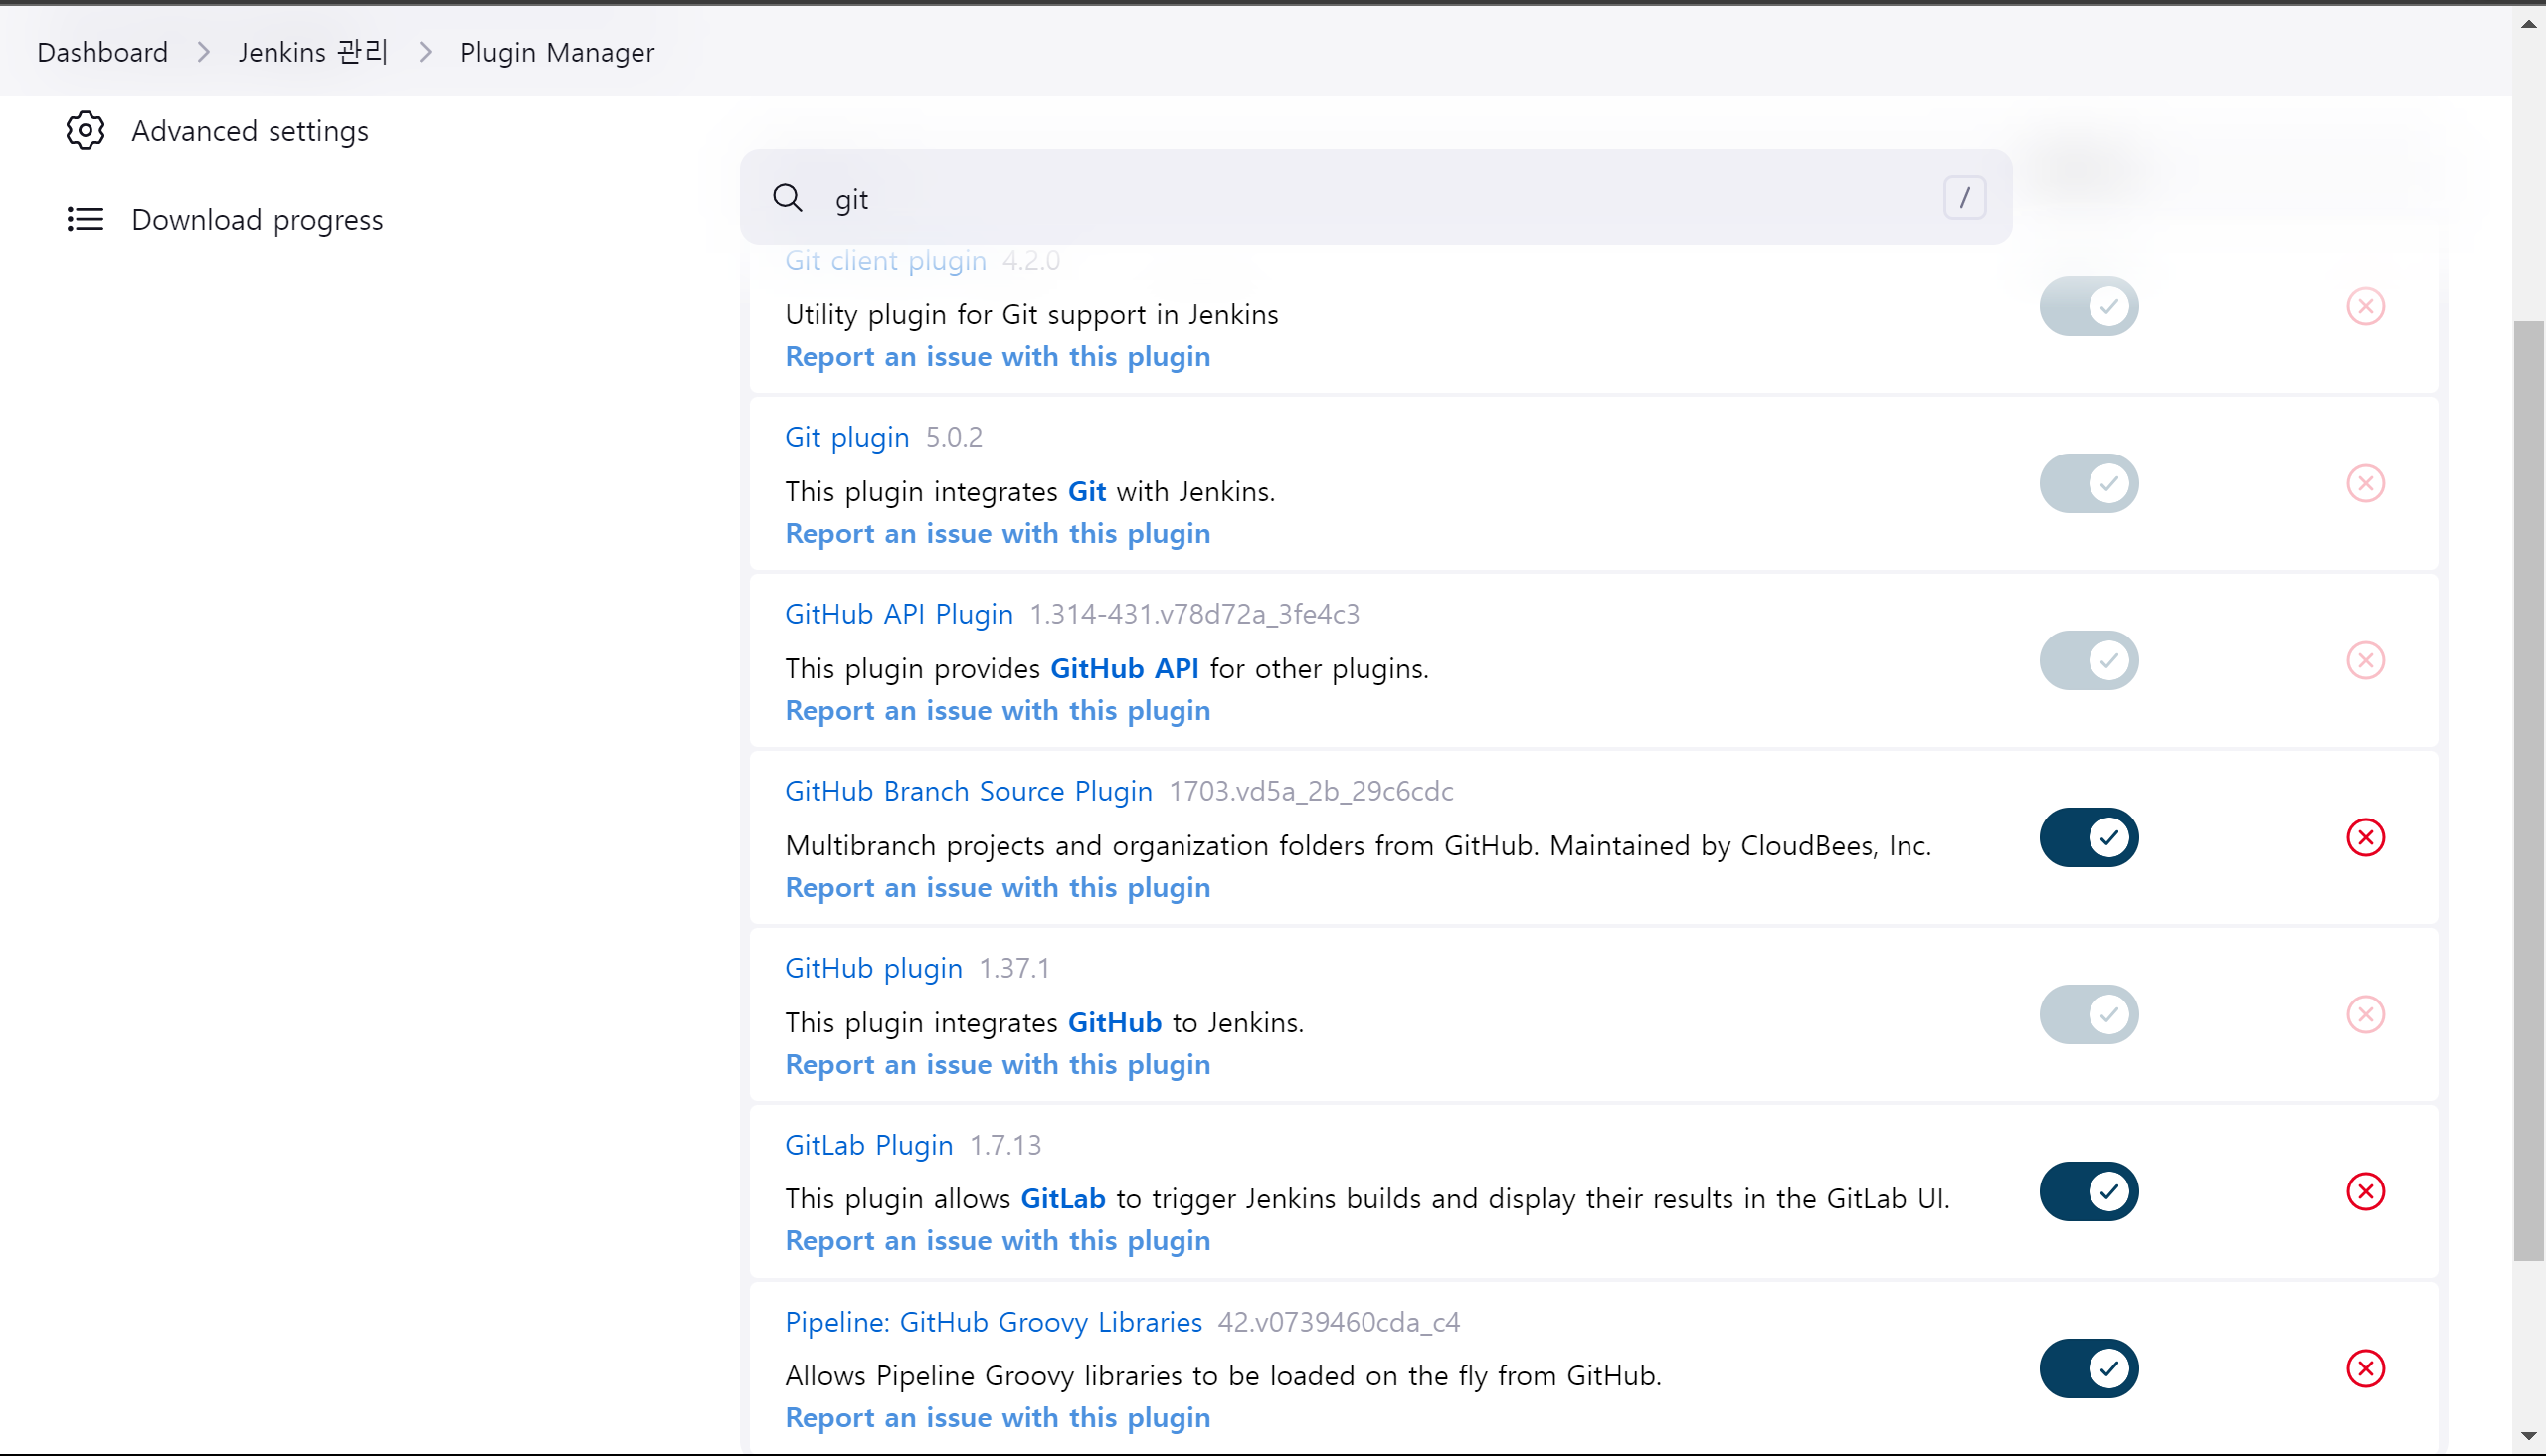 Dashboard > Jenkins 관리 > Plugin Manager
Advanced settings
Download progress
git /
Git client plugin 4.2.0
Utility plugin for Git support in Jenkins
Report an issue with this plugin
Git plugin 5.0.2
This plugin integrates Git with Jenkins.
Report an issue with this plugin
GitHub API Plugin 1.314-431.v78d72a_3fe4c3
This plugin provides GitHub API for other plugins.
Report an issue with this plugin
GitHub Branch Source Plugin 1703.vd5a_2b_29c6cdc
Multibranch projects and organization folders from GitHub. Maintained by CloudBees, Inc.
Report an issue with this plugin
GitHub plugin 1.37.1
This plugin integrates GitHub to Jenkins.
Report an issue with this plugin
GitLab Plugin 1.7.13
This plugin allows GitLab to trigger Jenkins builds and display their results in the GitLab UI.
Report an issue with this plugin
Pipeline: GitHub Groovy Libraries 42.v0739460cda_c4
Allows Pipeline Groovy libraries to be loaded on the fly from GitHub.
Report an issue with this plugin